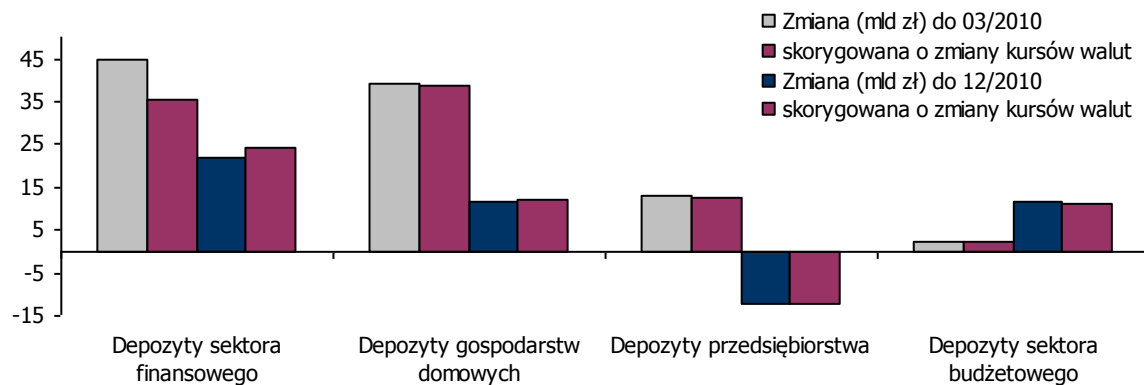 Zmiana (mld zł) do 03/2010
skorygowana o zmiany kursów walut
Zmiana (mld zł) do 12/2010
skorygowana o zmiany kursów walut
45
35
25
15
5
-5
-15
Depozyty sektora
finansowego
Depozyty gospodarstw
domowych
Depozyty przedsiębiorstwa
Depozyty sektora
budżetowego